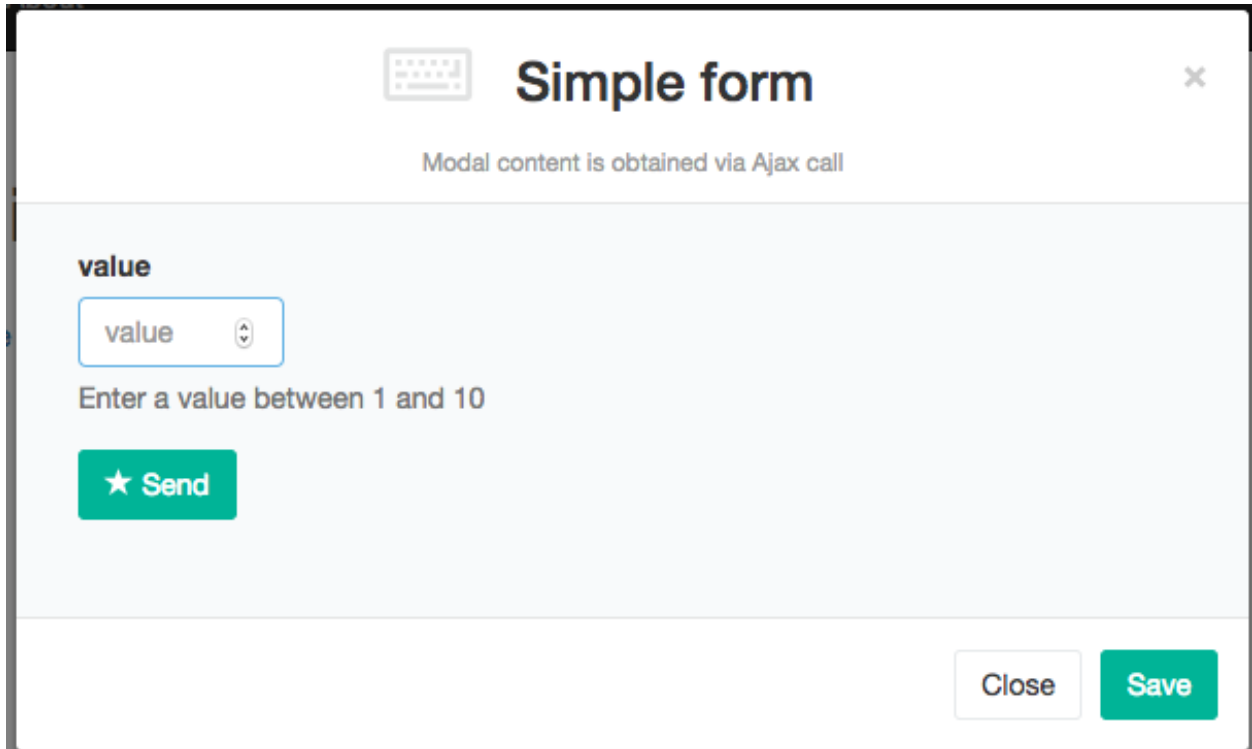 Simple form
×
Modal content is obtained via Ajax call
value
value
Enter a value between 1 and 10
★ Send
Close
Save